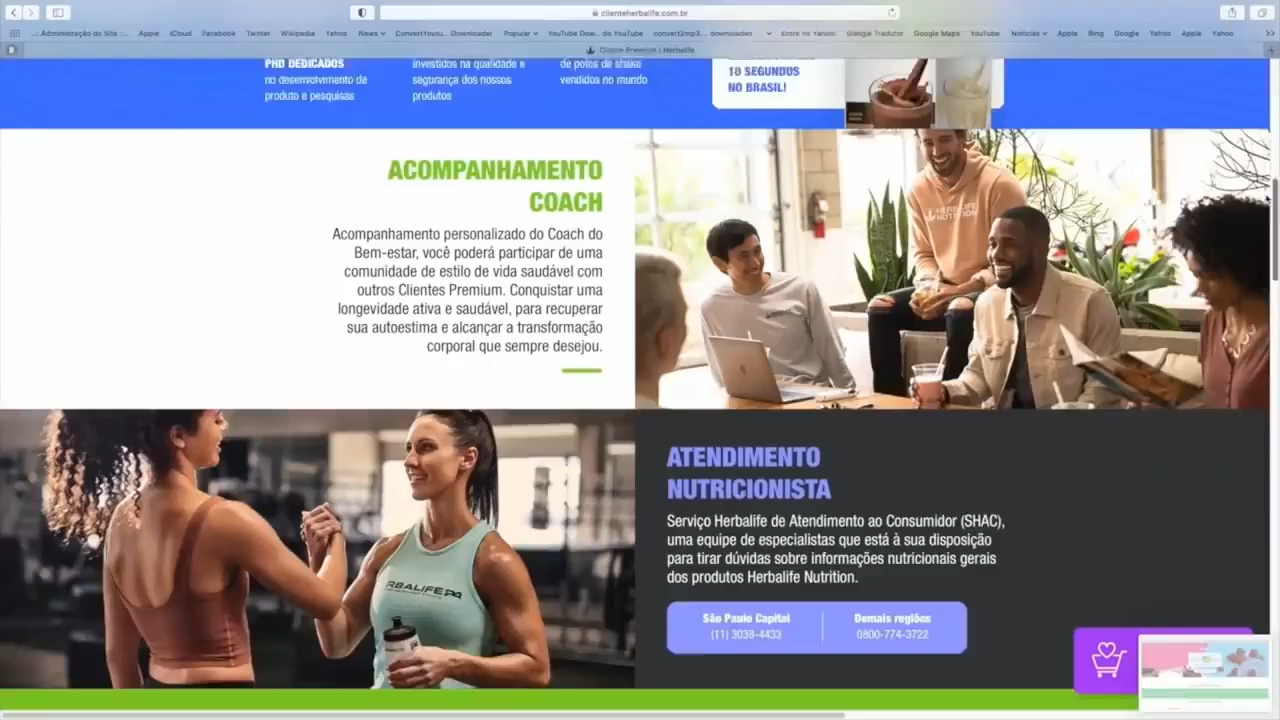 clienteherbalife.com.br
Administração do Site
Apple
iCloud
Facebook
Twitter
Wikipedia
Yahoo
News
ConvertYoutu... Downloader
Popular
YouTube Dow... do YouTube
convert2mp3... downloaden
Entre no Yahoo!
Google Tradutor
Google Maps
YouTube
Notícias
Apple
Bing
Google
Yahoo
Apple
Yahoo
Cliente Premium | Herbalife
PHD DEDICADOS
no desenvolvimento de
produto e pesquisas
investidos na qualidade e
segurança dos nossos
produtos
de potes de shake
vendidos no mundo
10 SEGUNDOS
NO BRASIL!
ACOMPANHAMENTO
COACH
Acompanhamento personalizado do Coach do
Bem-estar, você poderá participar de uma
comunidade de estilo de vida saudável com
outros Clientes Premium. Conquistar uma
longevidade ativa e saudável, para recuperar
sua autoestima e alcançar a transformação
corporal que sempre desejou.
HERBALIFE
NUTRITION
RBALIFE24
ATENDIMENTO
NUTRICIONISTA
Serviço Herbalife de Atendimento ao Consumidor (SHAC),
uma equipe de especialistas que está à sua disposição
para tirar dúvidas sobre informações nutricionais gerais
dos produtos Herbalife Nutrition.
São Paulo Capital
(11) 3038-4433
Demais regiões
0800-774-3722